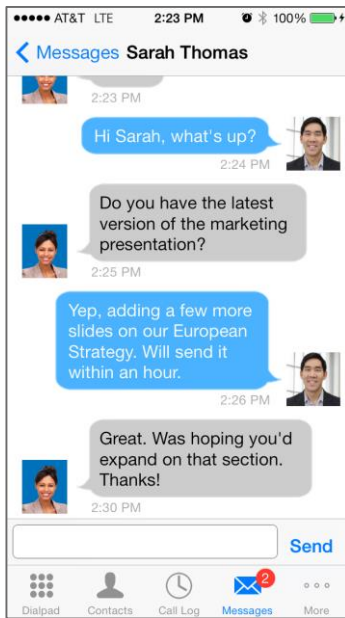 AT&T LTE 2:23 PM 100%
Messages Sarah Thomas
2:23 PM
Hi Sarah, what's up?
2:24 PM
Do you have the latest
version of the marketing
presentation?
2:25 PM
Yep, adding a few more
slides on our European
Strategy. Will send it
within an hour.
2:26 PM
Great. Was hoping you'd
expand on that section.
Thanks!
2:30 PM
Send
2
Dialpad Contacts Call Log Messages More